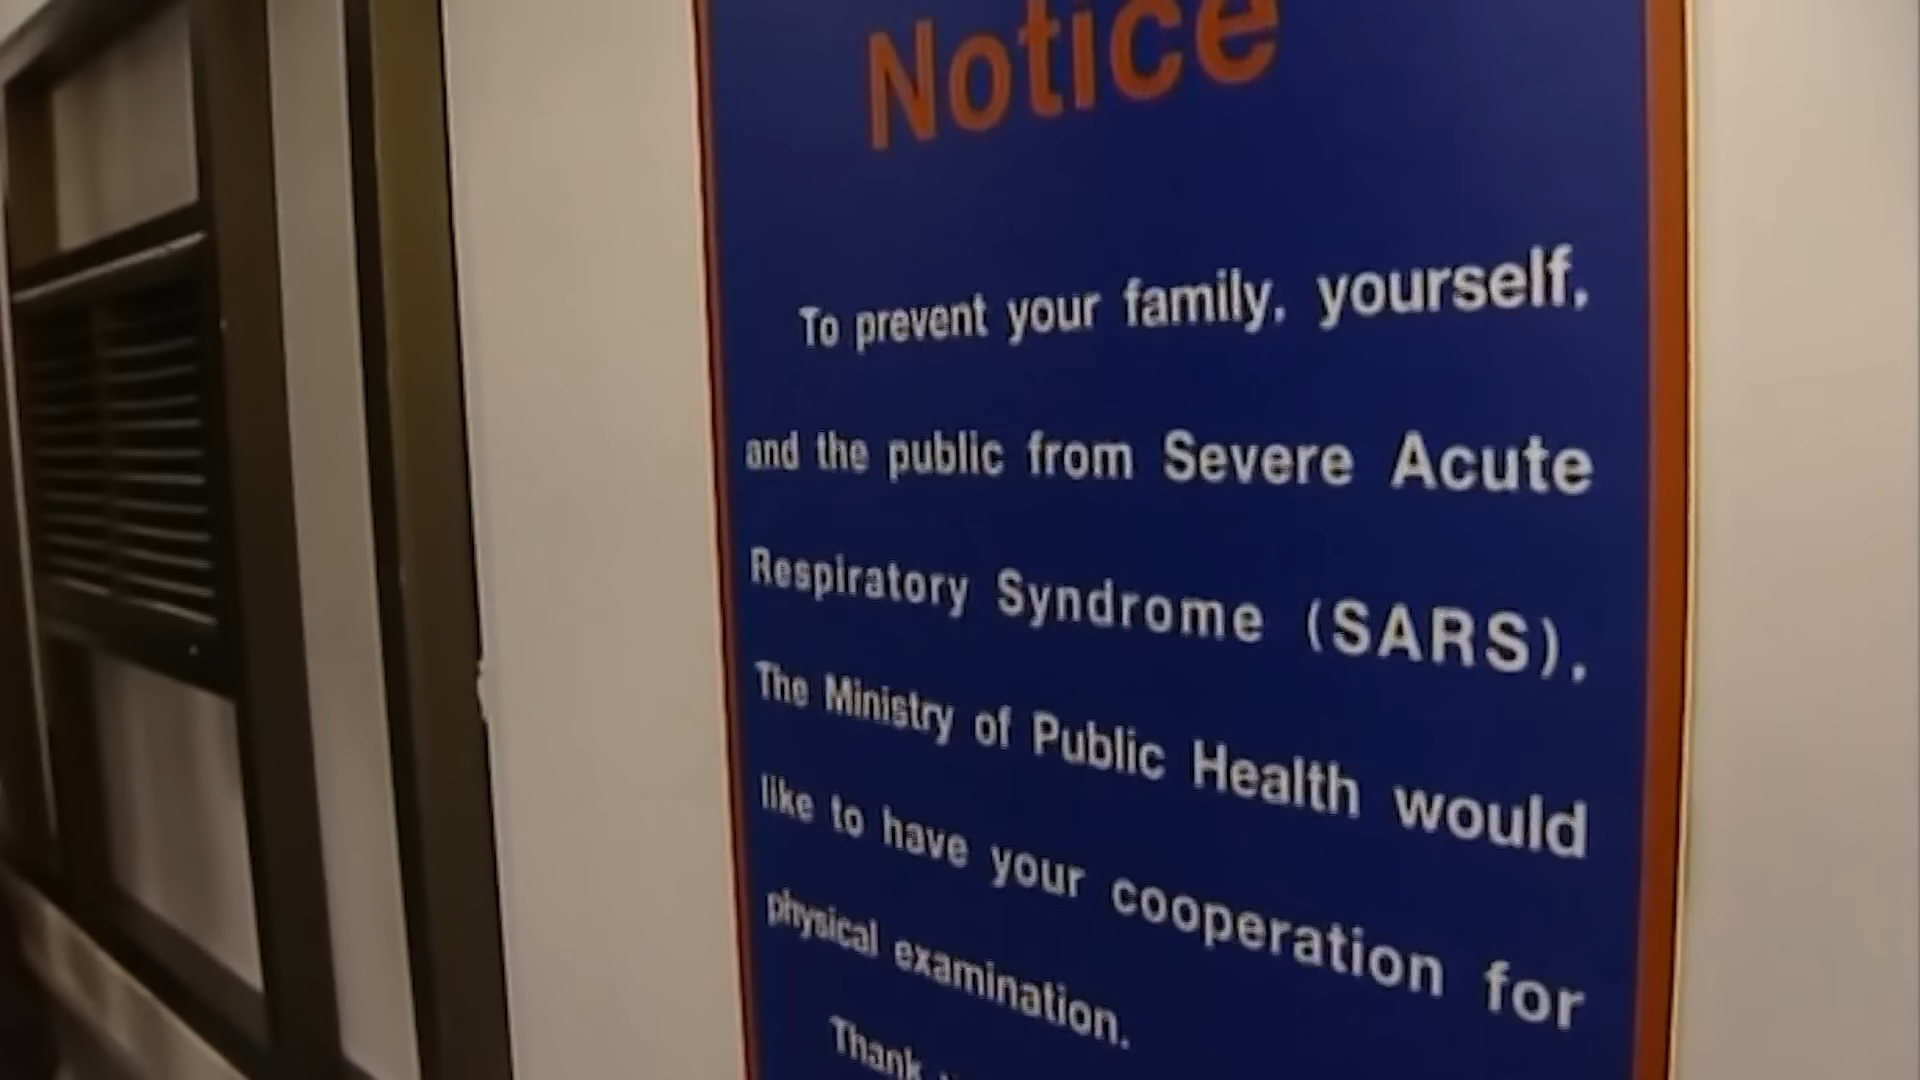 Notice
To prevent your family, yourself,
and the public from Severe Acute
Respiratory Syndrome (SARS),
The Ministry of Public Health would
like to have your cooperation for
physical examination.
Thank